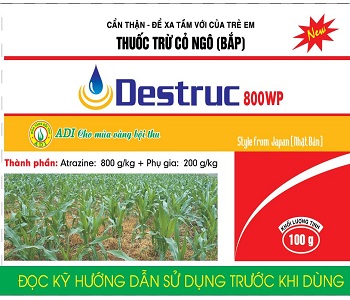 CẨN THẬN - ĐỂ XA TẦM VỚI CỦA TRẺ EM
THUỐC TRỪ CỎ NGÔ (BẮP)
New
Destruc 800WP
ADI Cho mùa vàng bội thu
Style from Japan (Nhật Bản)
Thành phần: Atrazine: 800 g/kg + Phụ gia: 200 g/kg
KHỐI LƯỢNG TỊNH
100 g
ĐỌC KỸ HƯỚNG DẪN SỬ DỤNG TRƯỚC KHI DÙNG